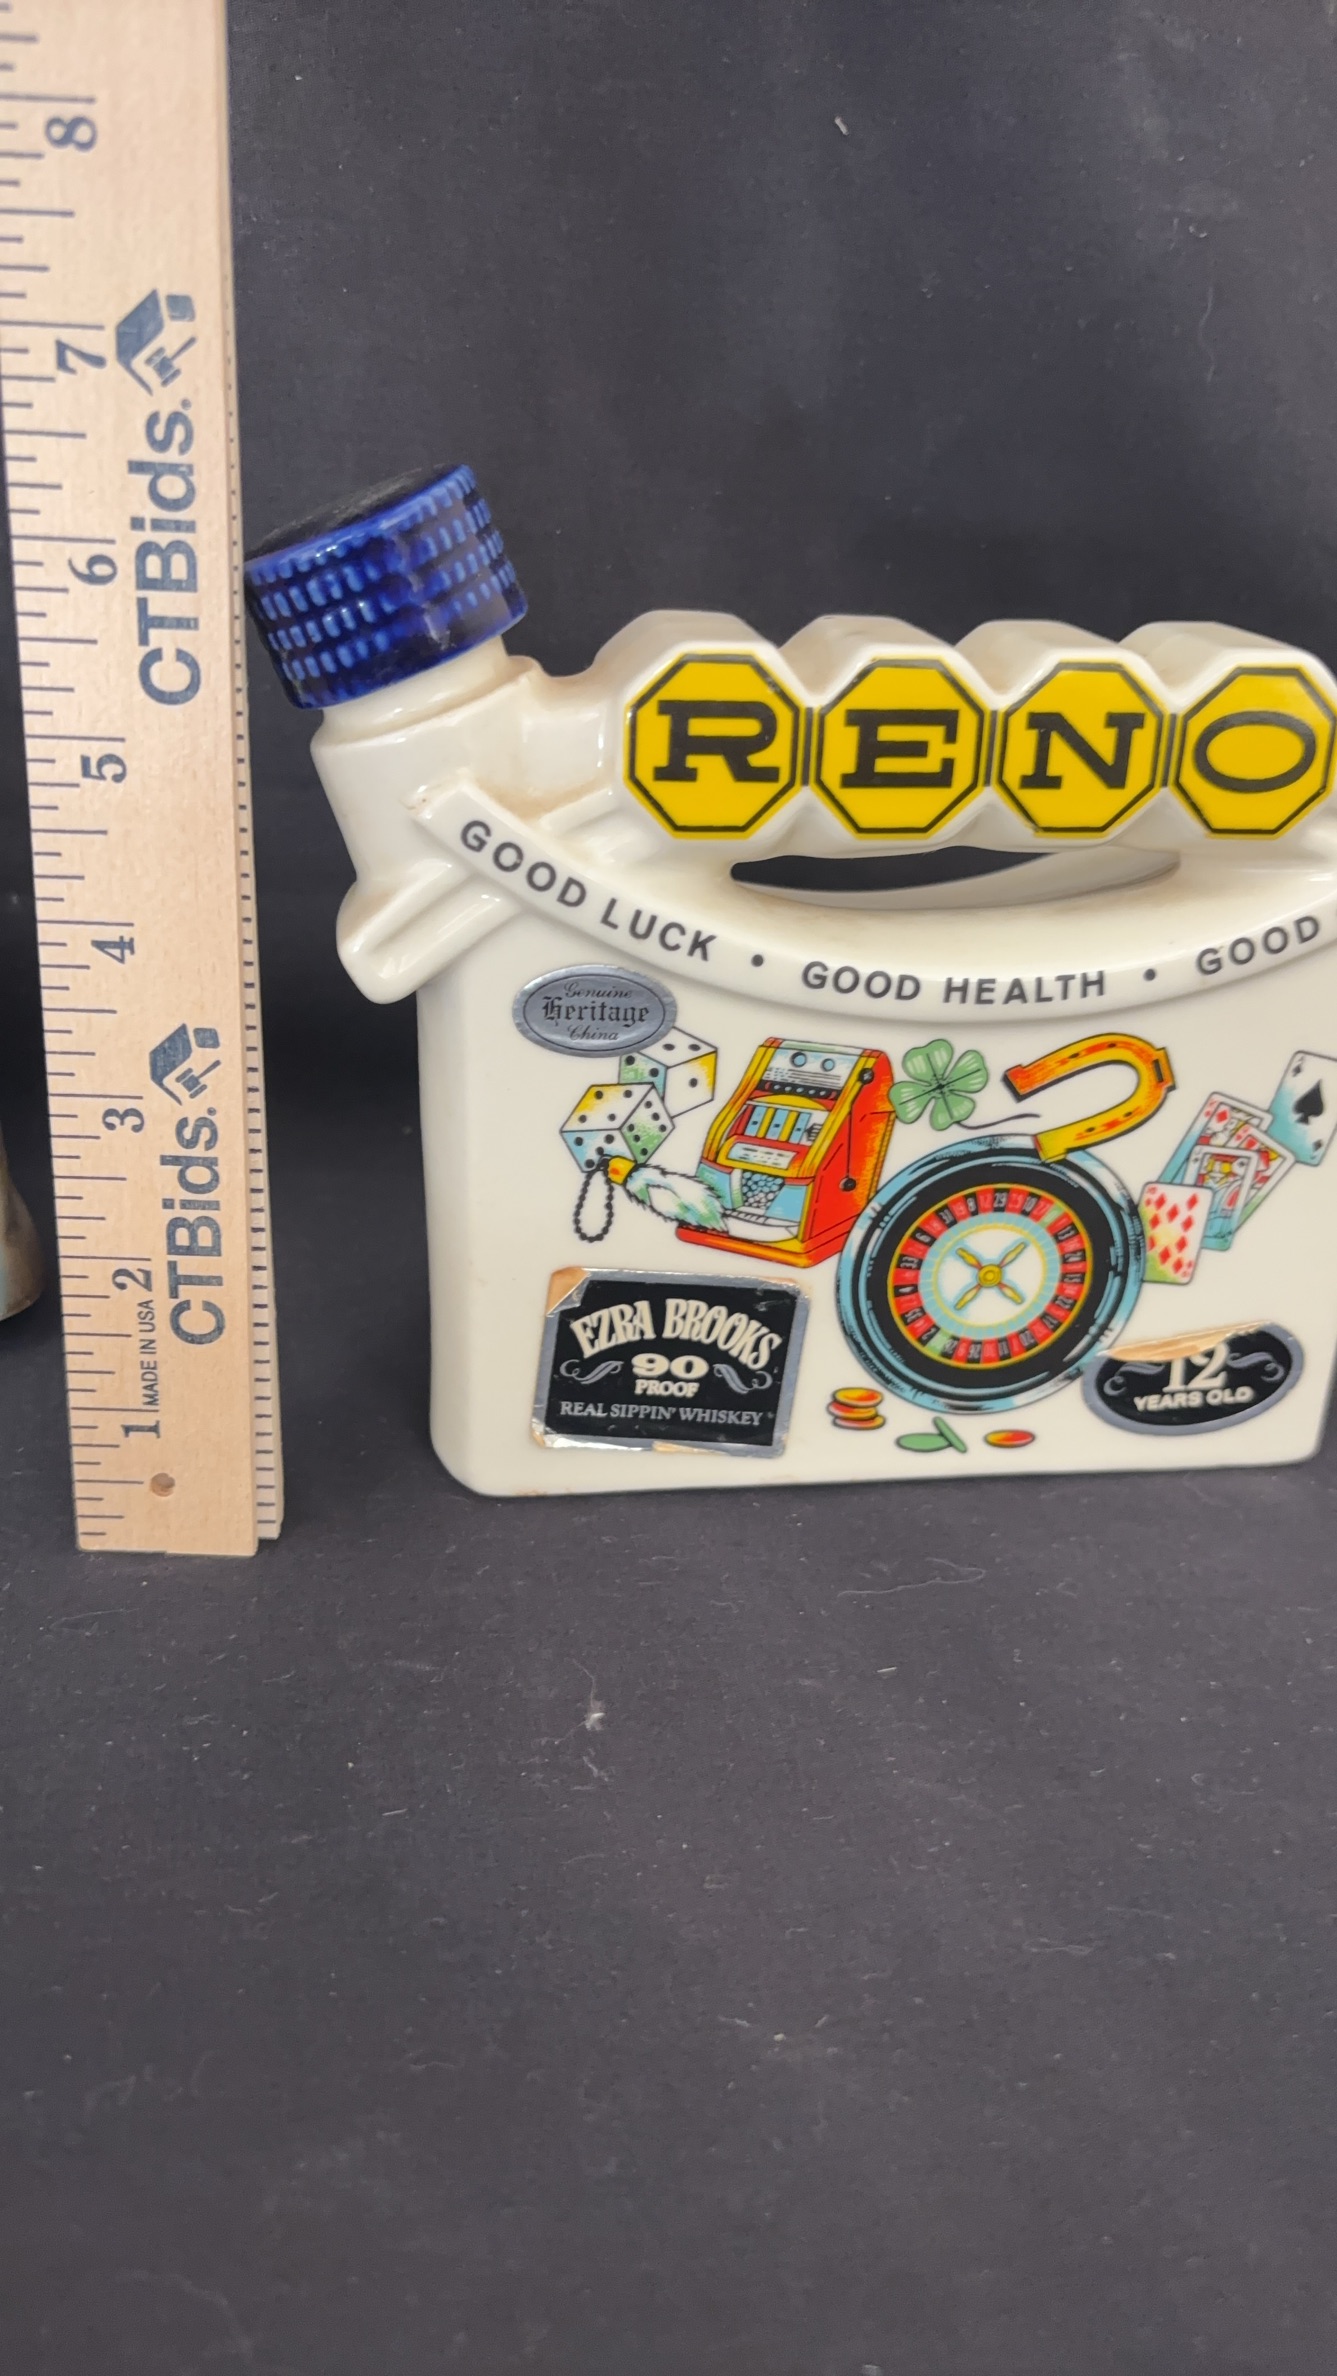 8
7
6
5
4
3
2
1
MADE IN USA
CTBids.
CTBids.
RENO
GOOD LUCK • GOOD HEALTH • GOOD
Genuine
Heritage
China
EZRA BROOKS
90
PROOF
REAL SIPPIN' WHISKEY
12
YEARS OLD